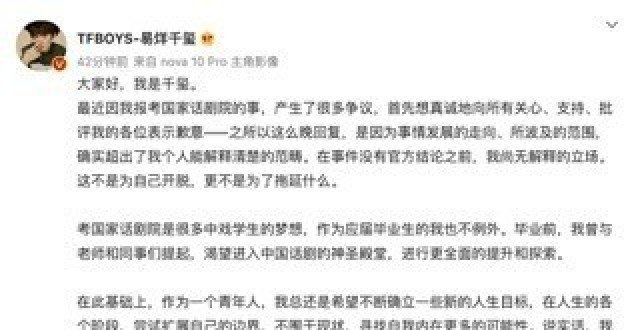 TFBOYS-易烊千玺
42分钟前 来自 nova 10 Pro 主角影像
大家好，我是千玺。
最近因我报考国家话剧院的事，产生了很多争议，首先想真诚地向所有关心、支持、批
评我的各位表示歉意——之所以这么晚回复，是因为事情发展的走向、所波及的范围，
确实超出了我个人能解释清楚的范畴。在事件没有官方结论之前，我尚无解释的立场。
这不是为自己开脱，更不是为了拖延什么。
考国家话剧院是很多中戏学生的梦想，作为应届毕业生的我也不例外。毕业前，我曾与
老师和同事们提起，渴望进入中国话剧的神圣殿堂，进行更全面的提升和探索。
在此基础上，作为一个青年人，我总还是希望不断确立一些新的人生目标，在人生的各
个阶段，尝试扩展自己的边界，不囿于现状，寻找自我内在更多的可能性。说实话，我